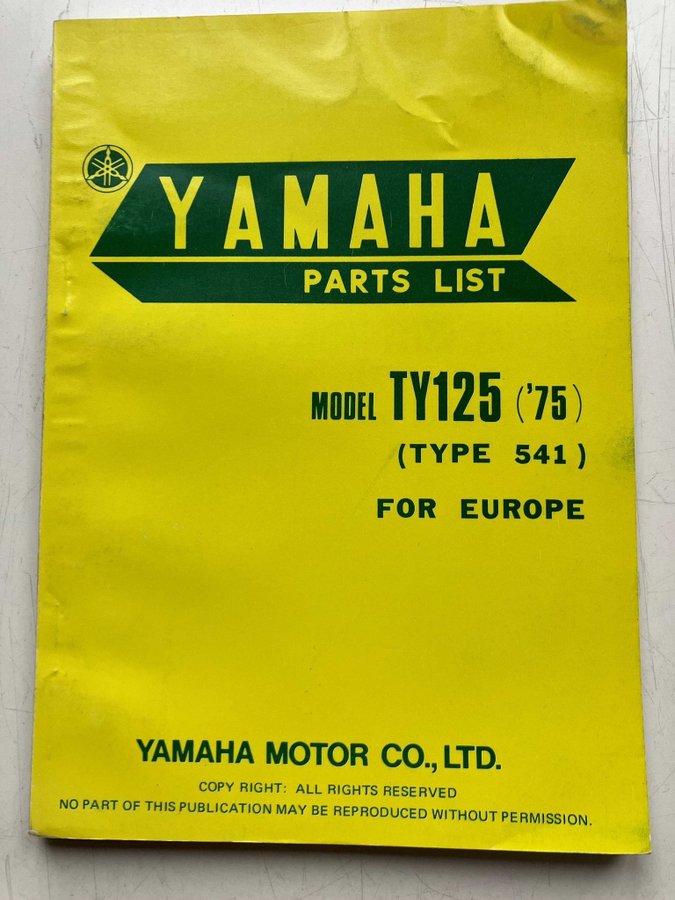 YAMAHA
PARTS LIST
MODEL TY125 ('75)
(TYPE 541)
FOR EUROPE
YAMAHA MOTOR CO., LTD.
COPY RIGHT: ALL RIGHTS RESERVED
NO PART OF THIS PUBLICATION MAY BE REPRODUCED WITHOUT PERMISSION.